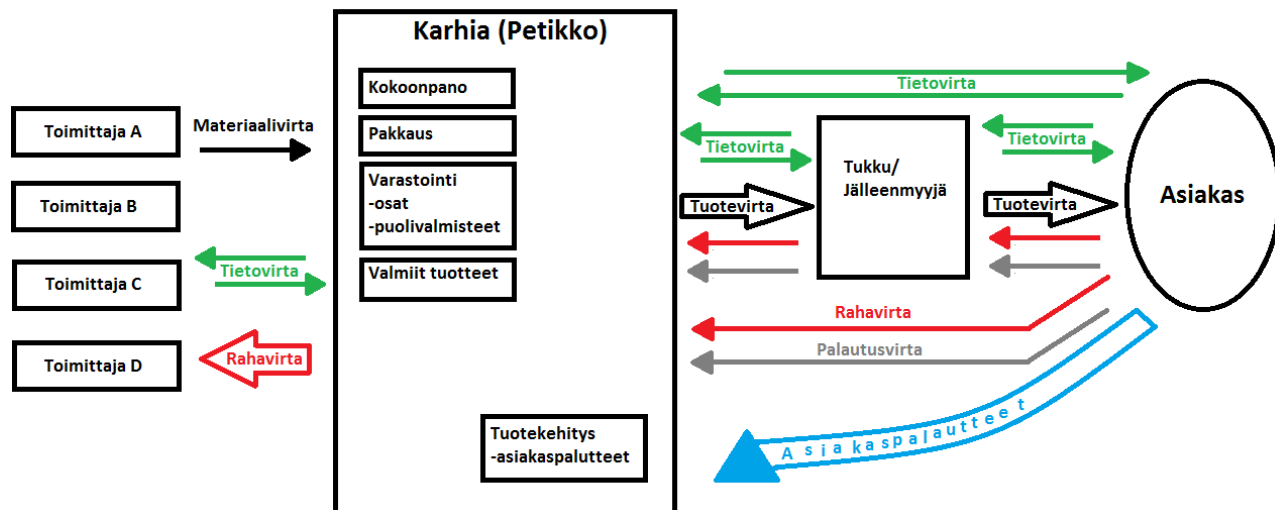 Karhia (Petikko)
Kokoonpano
Pakkaus
Varastointi
-osat
-puolivalmisteet
Valmiit tuotteet
Tuotekehitys
-asiakaspalutteet
Toimittaja A
Toimittaja B
Toimittaja C
Toimittaja D
Materiaalivirta
Tietovirta
Rahavirta
Tietovirta
Tietovirta
Tuotevirta
Tukku/
Jälleenmyyjä
Tietovirta
Tuotevirta
Asiakas
Rahavirta
Palautusvirta
Asiakaspalautteet